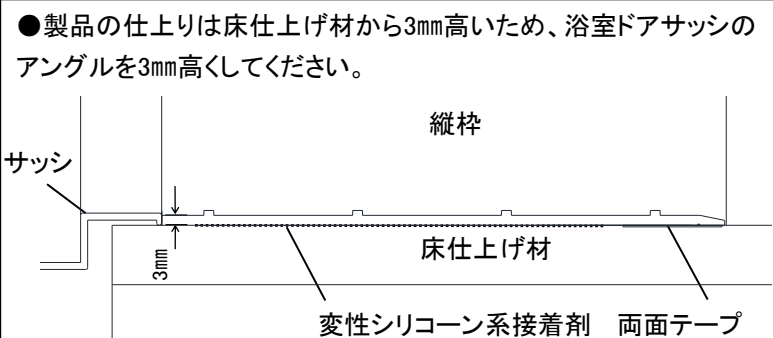 ●製品の仕上りは床仕上げ材から3㎜高いため、浴室ドアサッシの
アングルを3㎜高くしてください。
縦枠
サッシ
3㎜
床仕上げ材
変性シリコーン系接着剤　両面テープ